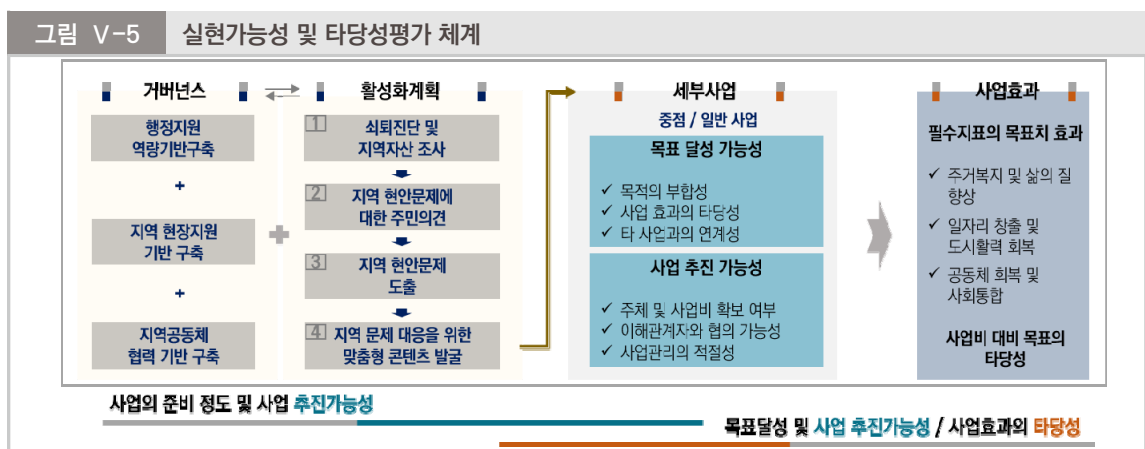 그림 Ⅴ-5 실현가능성 및 타당성평가 체계
거버넌스
행정지원
역량기반구축
+
지역 현장지원
기반 구축
+
지역공동체
협력 기반 구축
활성화계획
1 쇠퇴진단 및
지역자산 조사
2 지역 현안문제에
대한 주민의견
3 지역 현안문제
도출
4 지역 문제 대응을 위한
맞춤형 콘텐츠 발굴
세부사업
중점 / 일반 사업
목표 달성 가능성
✓ 목적의 부합성
✓ 사업 효과의 타당성
✓ 타 사업과의 연계성
사업 추진 가능성
✓ 주체 및 사업비 확보 여부
✓ 이해관계자와 협의 가능성
✓ 사업관리의 적절성
사업효과
필수지표의 목표치 효과
✓ 주거복지 및 삶의 질
향상
✓ 일자리 창출 및
도시활력 회복
✓ 공동체 회복 및
사회통합
사업비 대비 목표의
타당성
사업의 준비 정도 및 사업 추진가능성
목표달성 및 사업 추진가능성 / 사업효과의 타당성